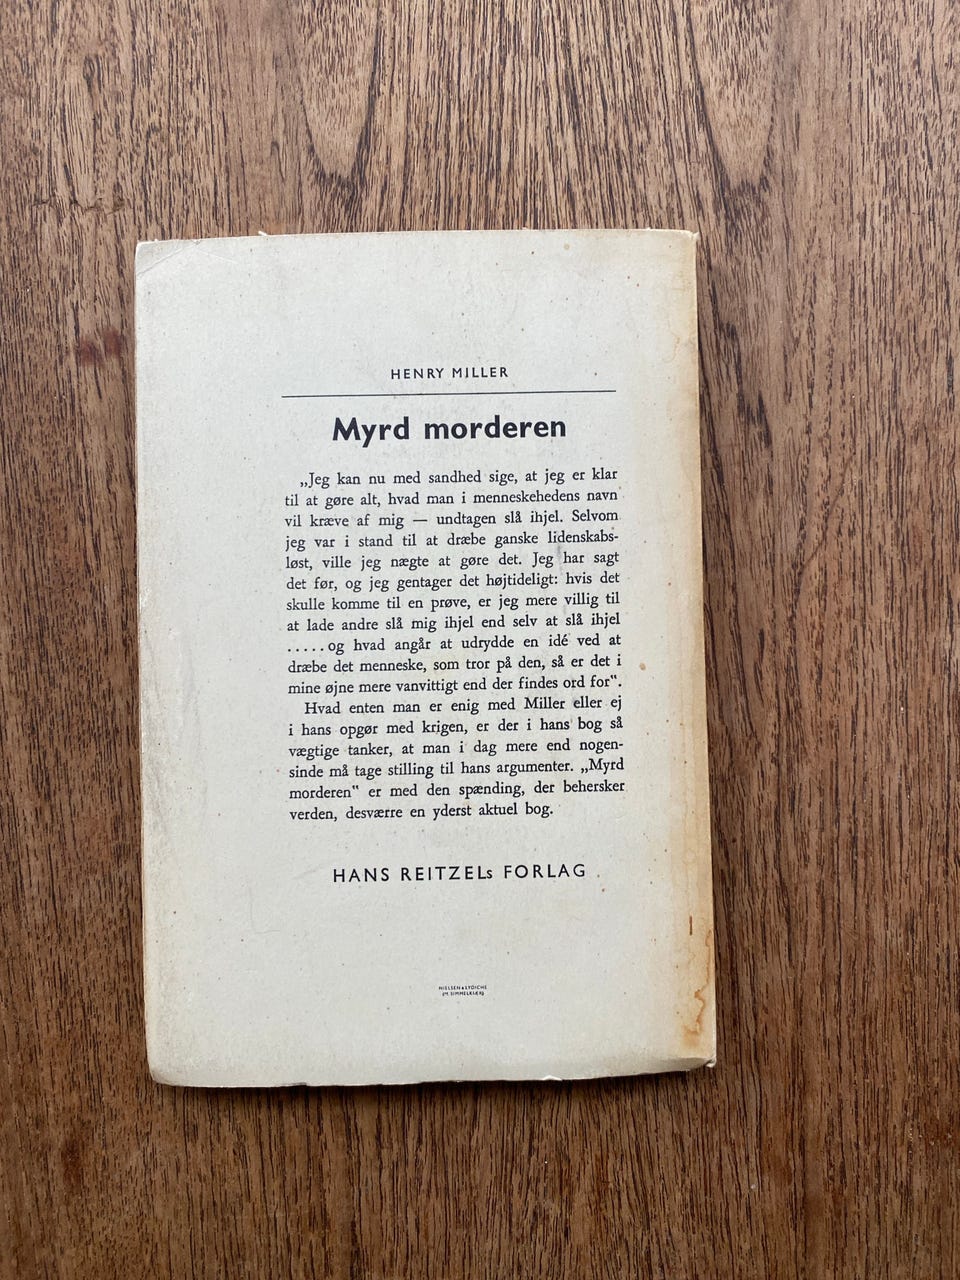 HENRY MILLER
Myrd morderen
„Jeg kan nu med sandhed sige, at jeg er klar
til at gøre alt, hvad man i menneskehedens navn
vil kræve af mig — undtagen slå ihjel. Selvom
jeg var i stand til at dræbe ganske lidenskabs-
løst, ville jeg nægte at gøre det. Jeg har sagt
det før, og jeg gentager det højtideligt: hvis det
skulle komme til en prøve, er jeg mere villig til
at lade andre slå mig ihjel end selv at slå ihjel
.....og hvad angår at udrydde en idé ved at
dræbe det menneske, som tror på den, så er det i
mine øjne mere vanvittigt end der findes ord for‟.
Hvad enten man er enig med Miller eller ej
i hans opgør med krigen, er der i hans bog så
vægtige tanker, at man i dag mere end nogen-
sinde må tage stilling til hans argumenter. „Myrd
morderen‟ er med den spænding, der behersker
verden, desværre en yderst aktuel bog.
HANS REITZELs FORLAG
NIELSEN & LYDICHE
(M. SIMMELKIÆR)